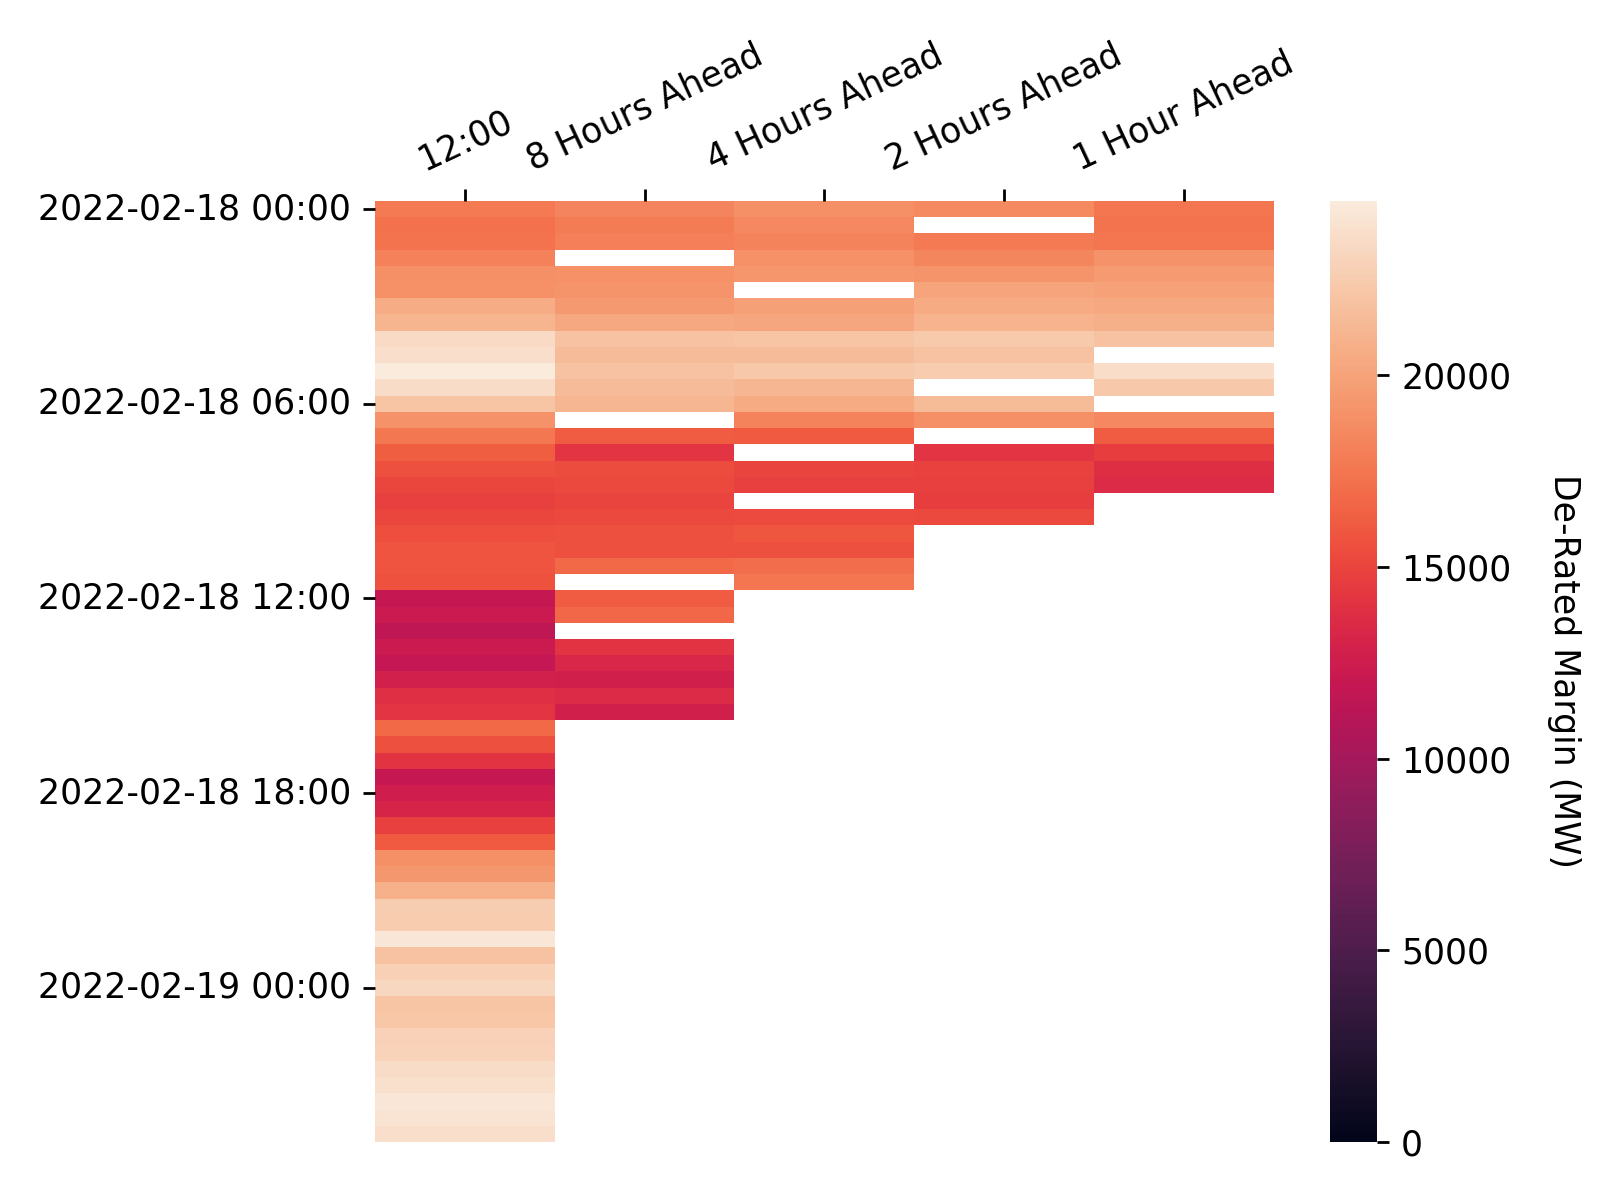 12:00
8 Hours Ahead
4 Hours Ahead
2 Hours Ahead
1 Hour Ahead
2022-02-18 00:00
2022-02-18 06:00
2022-02-18 12:00
2022-02-18 18:00
2022-02-19 00:00
20000
15000
10000
5000
0
De-Rated Margin (MW)